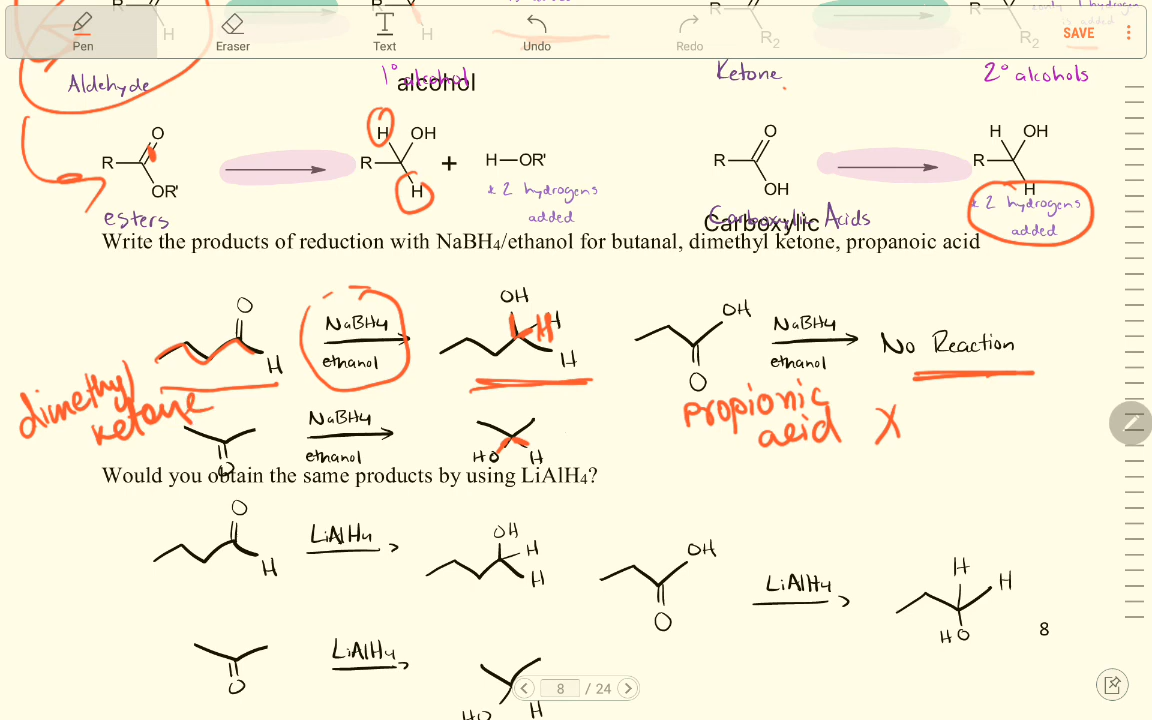 R
H
R
H
R
R2
R
R2
is added
Pen
Eraser
Text
Undo
Redo
SAVE
Aldehyde
1° alcohol
alcohol
Ketone
2° alcohols
R
O
OR'
esters
H OH
R
H
+
H—OR'
* 2 hydrogens
added
R
O
OH
Carboxylic Acids
Carboxylic
H OH
R
H
* 2 hydrogens
added
Write the products of reduction with NaBH4/ethanol for butanal, dimethyl ketone, propanoic acid
O
H
NaBH4
ethanol
OH
H
H
H
OH
O
NaBH4
ethanol
No Reaction
dimethyl
ketone
O
NaBH4
ethanol
HO H
propionic
acid X
Would you obtain the same products by using LiAlH4?
O
H
LiAlH4
OH
H
H
OH
O
LiAlH4
H
H
HO
8
O
LiAlH4
HO H
8 / 24